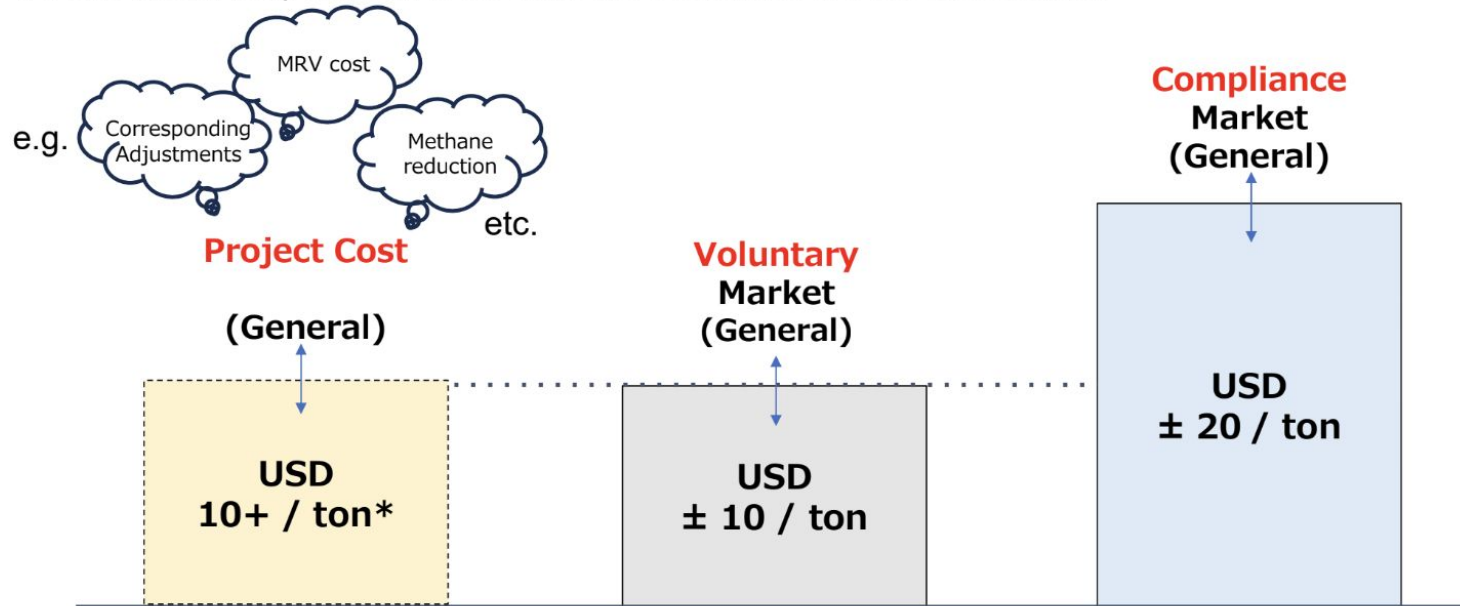 MRV cost
e.g.
Corresponding
Adjustments
Methane
reduction
etc.
Project Cost
(General)
USD
10+ / ton*
Voluntary
Market
(General)
USD
± 10 / ton
Compliance
Market
(General)
USD
± 20 / ton